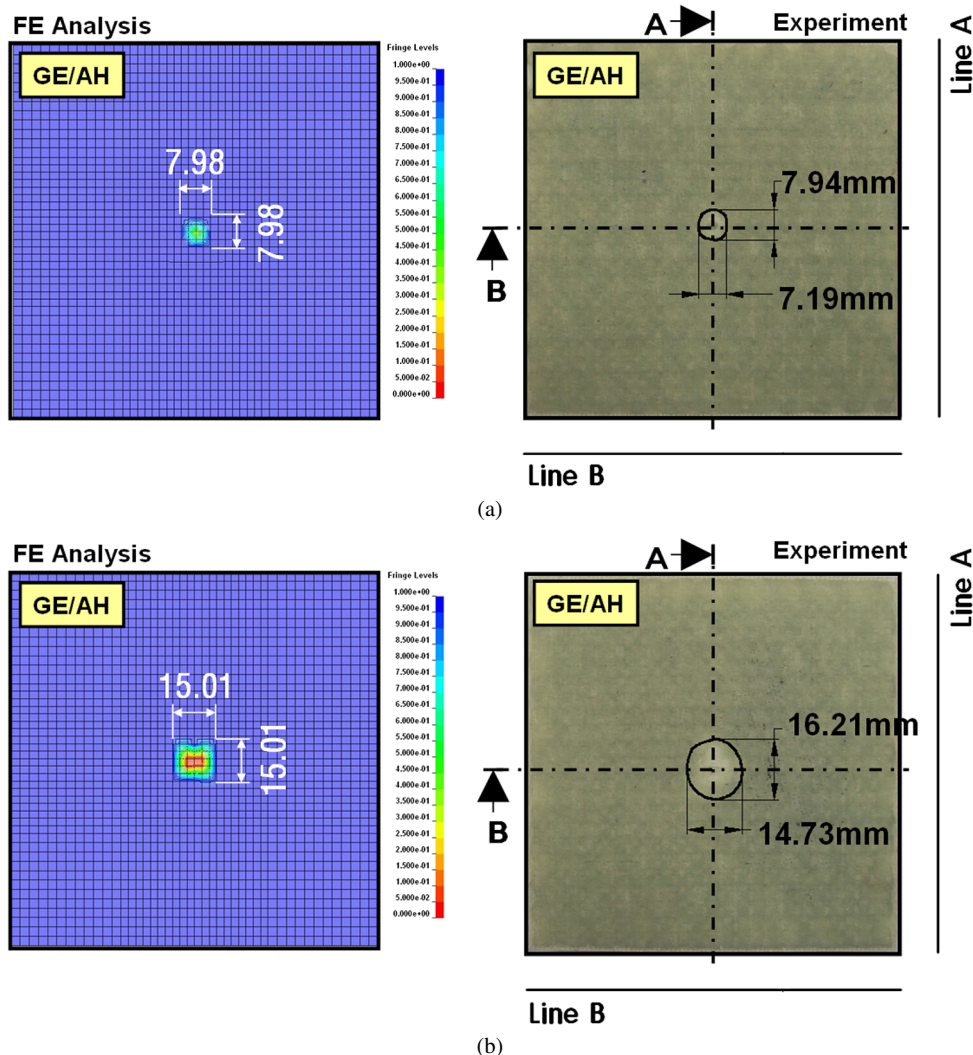 FE Analysis
GE/AH
7.98
7.98
Fringe Levels
1.000e+00
9.500e-01
9.000e-01
8.500e-01
8.000e-01
7.500e-01
7.000e-01
6.500e-01
6.000e-01
5.500e-01
5.000e-01
4.500e-01
4.000e-01
3.500e-01
3.000e-01
2.500e-01
2.000e-01
1.500e-01
1.000e-01
5.000e-02
0.000e+00
A
Experiment
GE/AH
7.94mm
B
7.19mm
Line A
Line B
(a)
FE Analysis
GE/AH
15.01
15.01
Fringe Levels
1.000e+00
9.500e-01
9.000e-01
8.500e-01
8.000e-01
7.500e-01
7.000e-01
6.500e-01
6.000e-01
5.500e-01
5.000e-01
4.500e-01
4.000e-01
3.500e-01
3.000e-01
2.500e-01
2.000e-01
1.500e-01
1.000e-01
5.000e-02
0.000e+00
A
Experiment
GE/AH
16.21mm
B
14.73mm
Line A
Line B
(b)